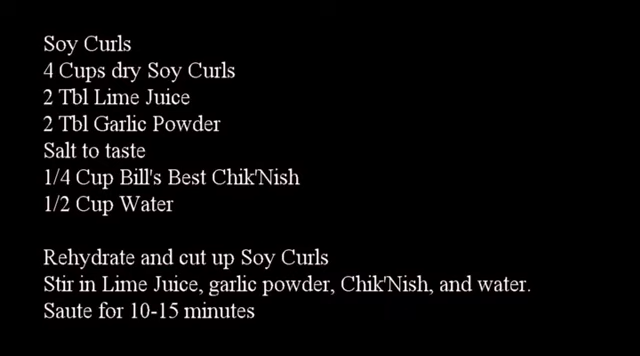 Soy Curls
4 Cups dry Soy Curls
2 Tbl Lime Juice
2 Tbl Garlic Powder
Salt to taste
1/4 Cup Bill's Best Chik'Nish
1/2 Cup Water
Rehydrate and cut up Soy Curls
Stir in Lime Juice, garlic powder, Chik'Nish, and water.
Saute for 10-15 minutes